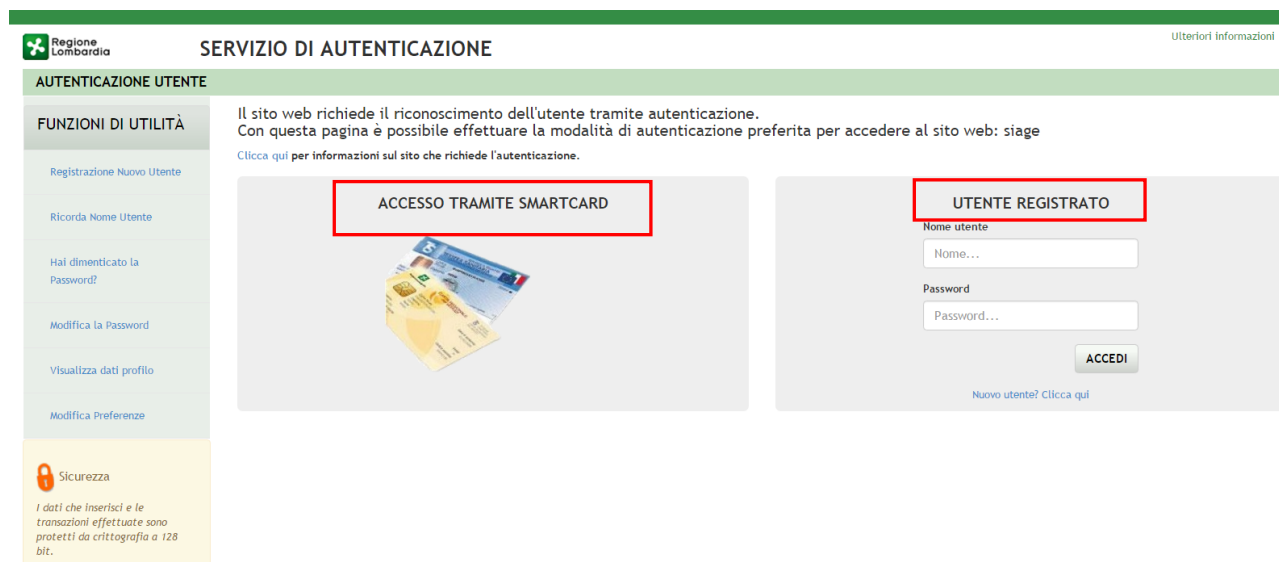 Regione
Lombardia
SERVIZIO DI AUTENTICAZIONE
Ulteriori informazioni
AUTENTICAZIONE UTENTE
FUNZIONI DI UTILITÀ
Registrazione Nuovo Utente
Ricorda Nome Utente
Hai dimenticato la
Password?
Modifica la Password
Visualizza dati profilo
Modifica Preferenze
Sicurezza
I dati che inserisci e le
transazioni effettuate sono
protetti da crittografia a 128
bit.
Il sito web richiede il riconoscimento dell'utente tramite autenticazione.
Con questa pagina è possibile effettuare la modalità di autenticazione preferita per accedere al sito web: siage
Clicca qui per informazioni sul sito che richiede l'autenticazione.
ACCESSO TRAMITE SMARTCARD
UTENTE REGISTRATO
Nome utente
Nome...
Password
Password...
ACCEDI
Nuovo utente? Clicca qui